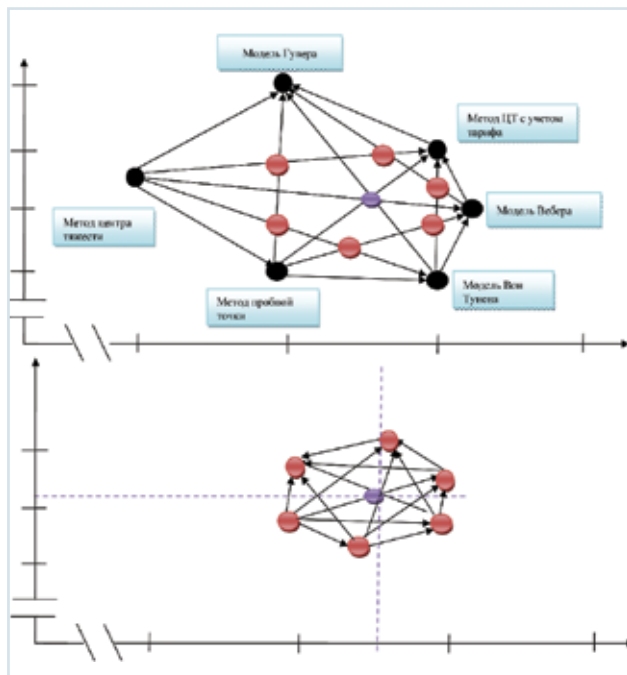 Модель Гувера
Метод ЦТ с учетом
тарифа
Модель Вебера
Метод центра
тяжести
Модель Вон
Тунена
Метод пробной
точки